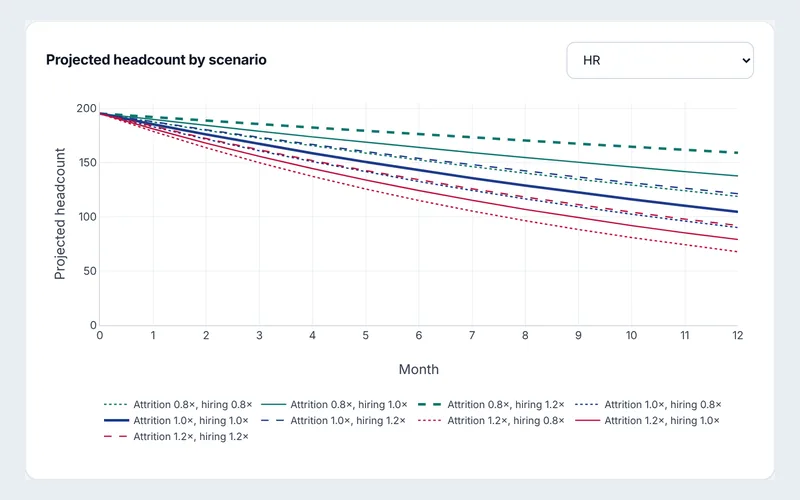 Projected headcount by scenario
HR
Projected headcount
200
150
100
50
0
0 1 2 3 4 5 6 7 8 9 10 11 12
Month
Attrition 0.8×, hiring 0.8× Attrition 0.8×, hiring 1.0× Attrition 0.8×, hiring 1.2× Attrition 1.0×, hiring 0.8×
Attrition 1.0×, hiring 1.0× Attrition 1.0×, hiring 1.2× Attrition 1.2×, hiring 0.8× Attrition 1.2×, hiring 1.0×
Attrition 1.2×, hiring 1.2×